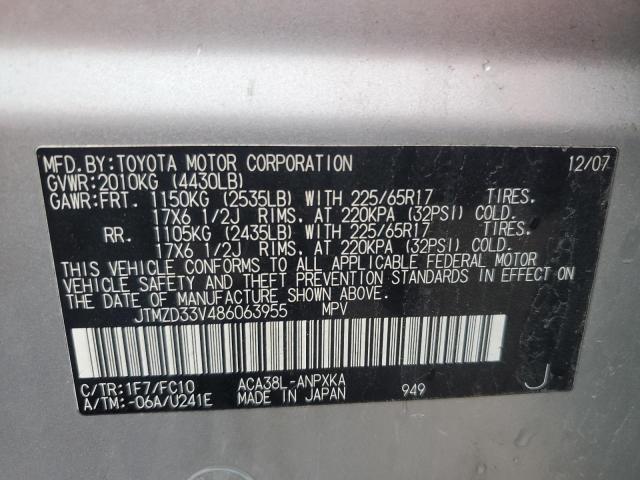 MFD.BY:TOYOTA MOTOR CORPORATION 12/07
GVWR:2010KG (4430LB)
GAWR:FRT. 1150KG (2535LB) WITH 225/65R17 TIRES.
17X6 1/2J RIMS. AT 220KPA (32PSI) COLD.
RR. 1105KG (2435LB) WITH 225/65R17 TIRES.
17X6 1/2J RIMS. AT 220KPA (32PSI) COLD.
THIS VEHICLE CONFORMS TO ALL APPLICABLE FEDERAL MOTOR
VEHICLE SAFETY AND THEFT PREVENTION STANDARDS IN EFFECT ON
THE DATE OF MANUFACTURE SHOWN ABOVE.
JTMZD33V486063955 MPV
C/TR:1F7/FC10 ACA38L-ANPXKA 949 J
A/TM:-06A/U241E MADE IN JAPAN